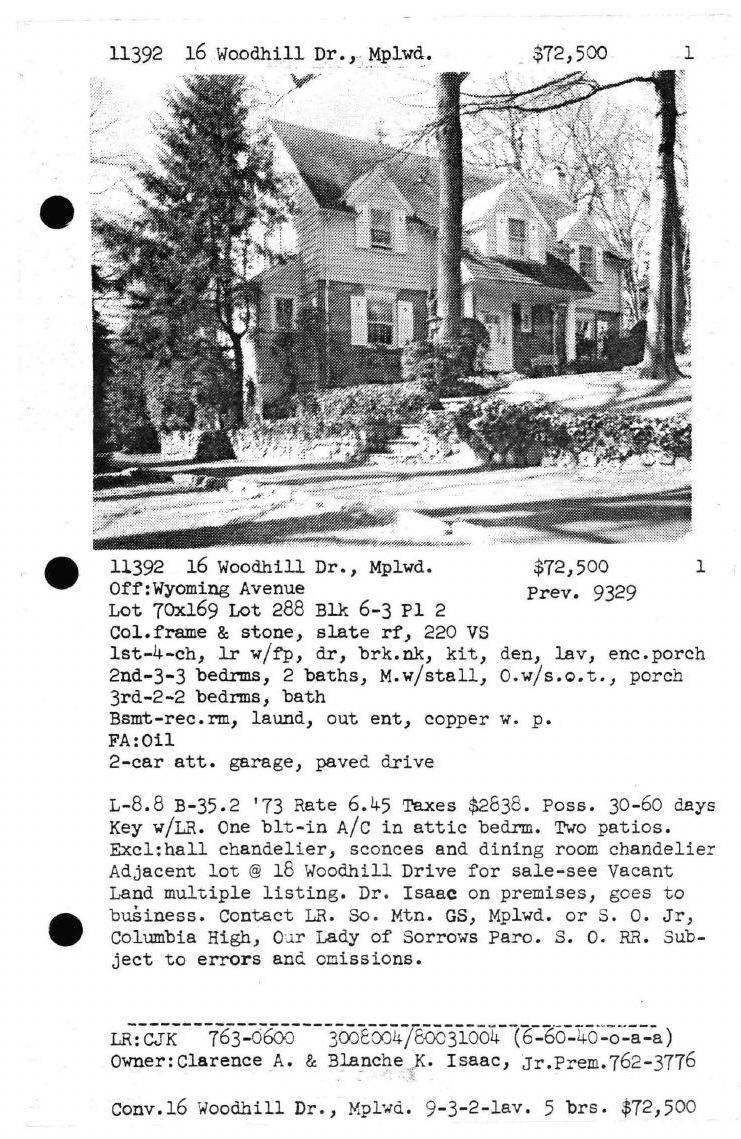 11392 16 Woodhill Dr., Mplwd. $72,500 1
11392 16 Woodhill Dr., Mplwd. $72,500 1
Off:Wyoming Avenue Prev. 9329
Lot 70x169 Lot 288 Blk 6-3 Pl 2
Col.frame & stone, slate rf, 220 VS
1st-4-ch, lr w/fp, dr, brk.nk, kit, den, lav, enc.porch
2nd-3-3 bedrms, 2 baths, M.w/stall, O.w/s.o.t., porch
3rd-2-2 bedrms, bath
Bsmt-rec.rm, laund, out ent, copper w. p.
FA:Oil
2-car att. garage, paved drive
L-8.8 B-35.2 '73 Rate 6.45 Taxes $2838. Poss. 30-60 days
Key w/LR. One blt-in A/C in attic bedrm. Two patios.
Excl:hall chandelier, sconces and dining room chandelier
Adjacent lot @ 18 Woodhill Drive for sale-see Vacant
Land multiple listing. Dr. Isaac on premises, goes to
business. Contact LR. So. Mtn. GS, Mplwd. or S. O. Jr,
Columbia High, Our Lady of Sorrows Paro. S. O. RR. Sub-
ject to errors and omissions.
LR:CJK 763-0600 3008004/80031004 (6-60-40-o-a-a)
Owner:Clarence A. & Blanche K. Isaac, Jr.Prem.762-3776
Conv.16 Woodhill Dr., Mplwd. 9-3-2-lav. 5 brs. $72,500